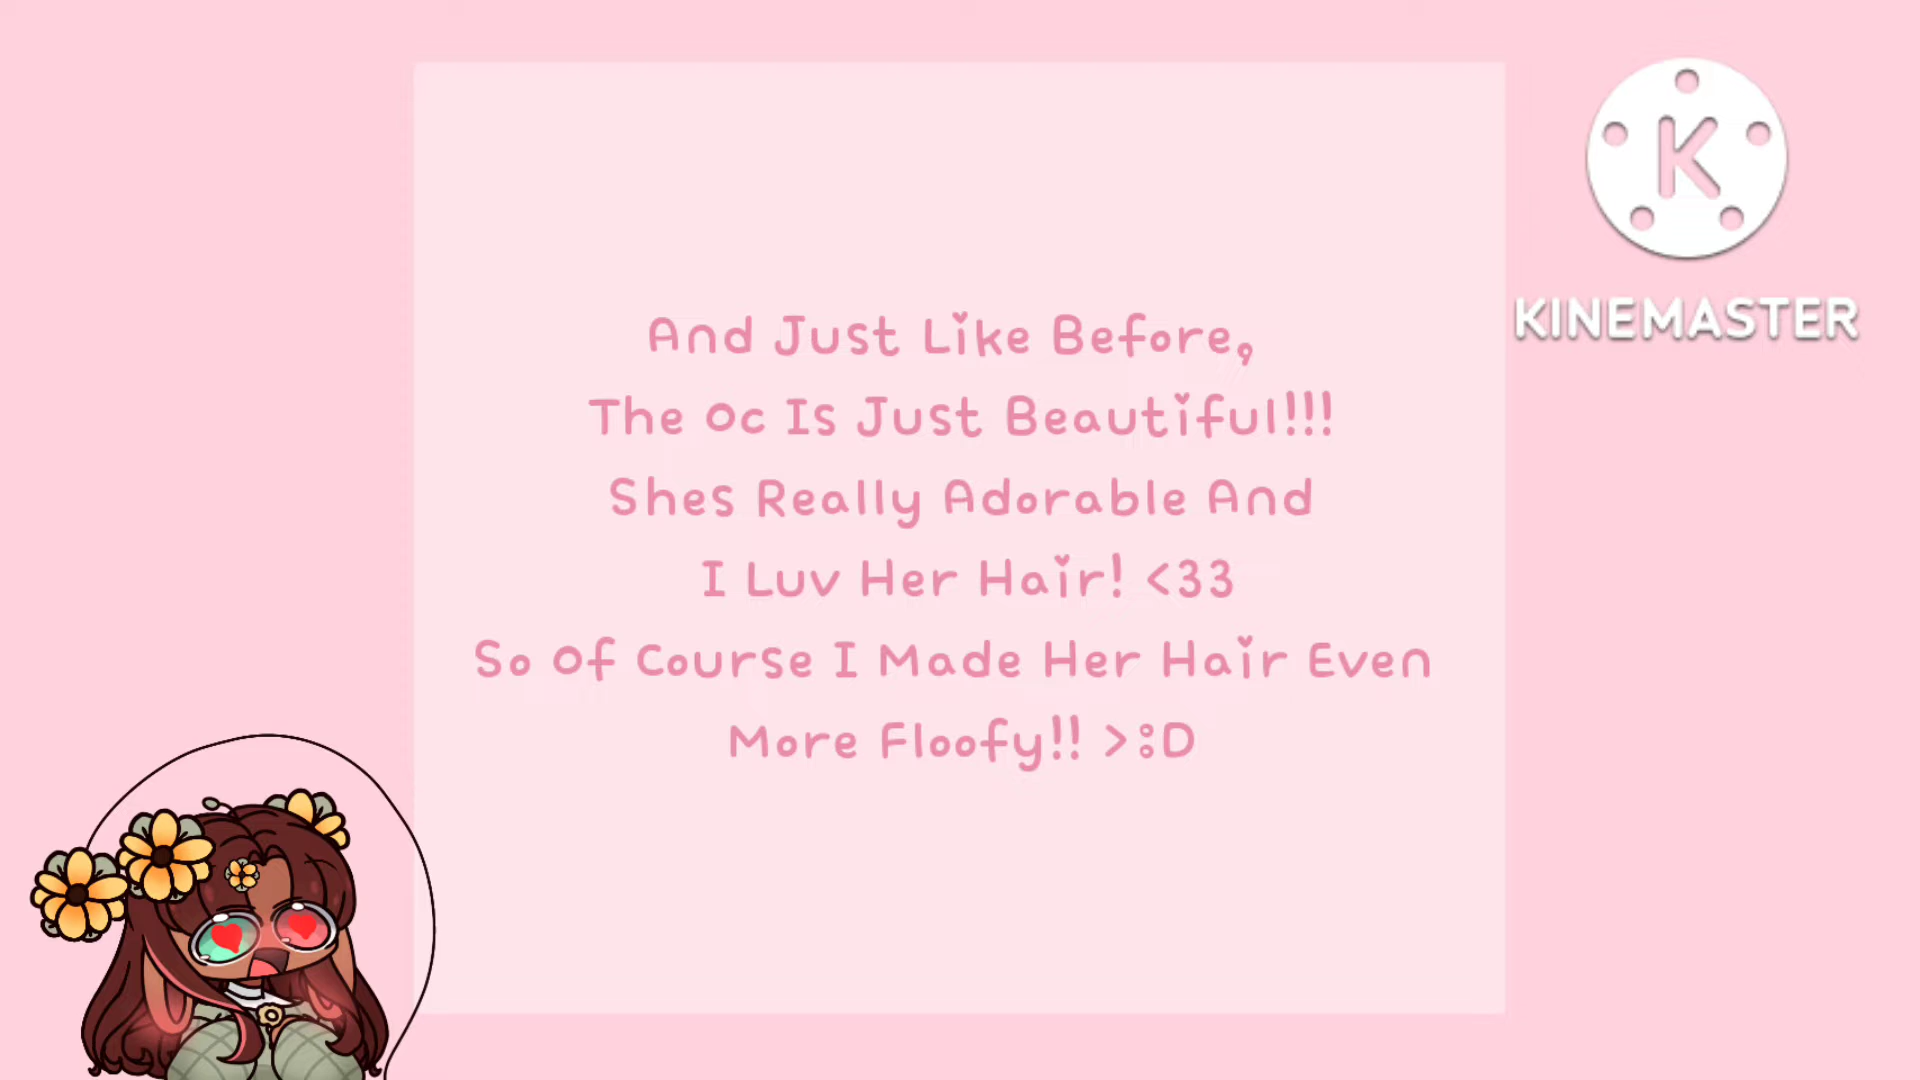 And Just Like Before,
The Oc Is Just Beautiful!!!
Shes Really Adorable And
I Luv Her Hair! <33
So Of Course I Made Her Hair Even
More Floofy!! >:D
K
KINEMASTER